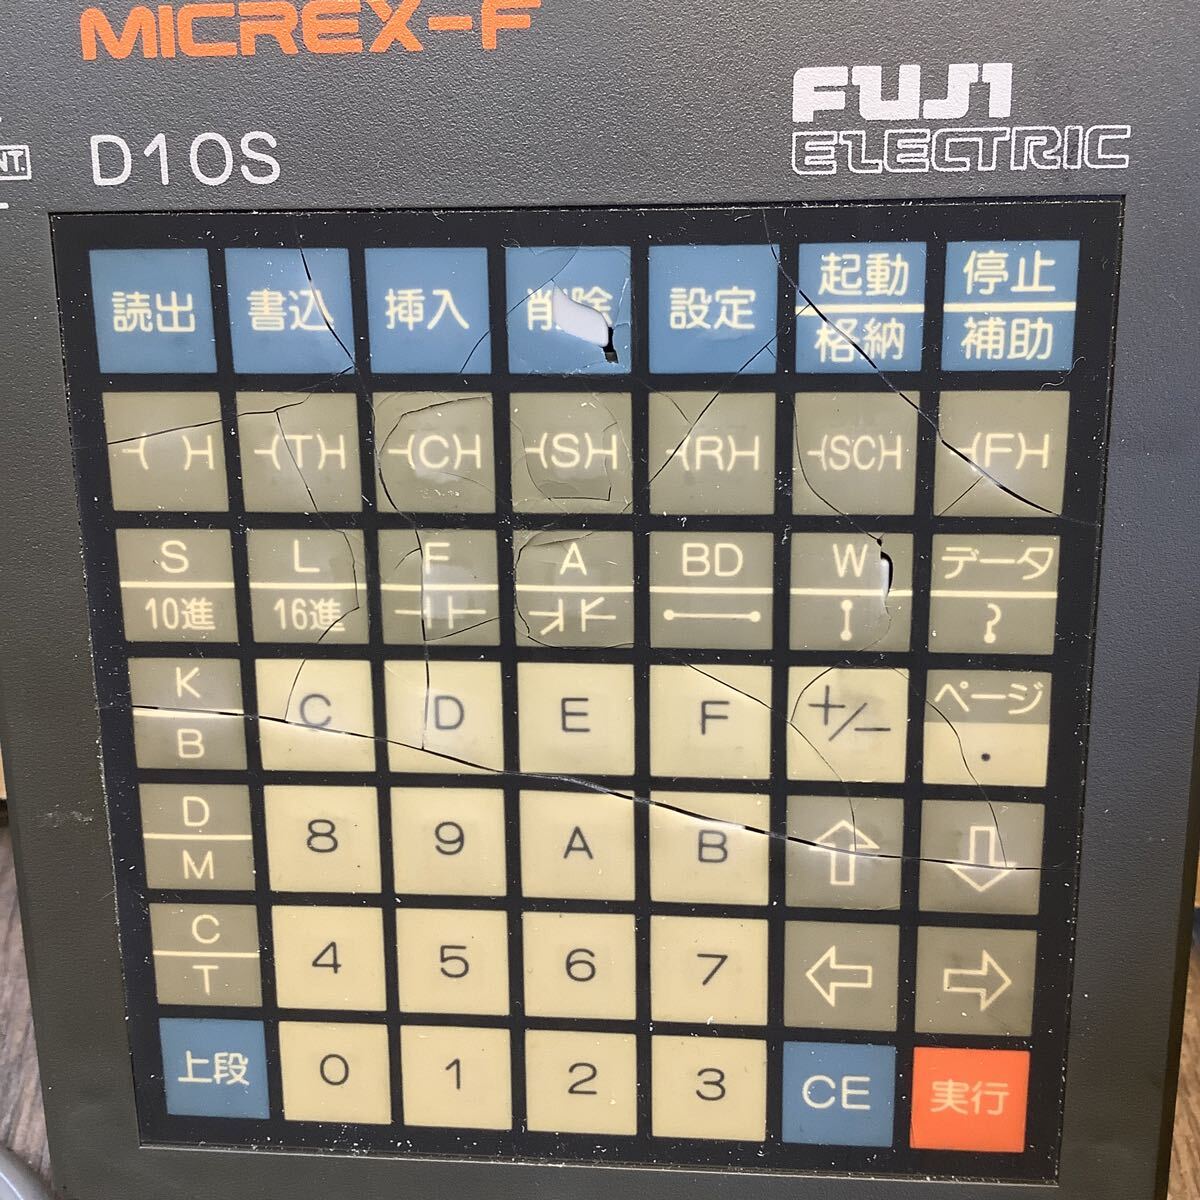 MICREX-F
FUJI
ELECTRIC
NT.
D10S
読出 書込 挿入 削除 設定 起動 停止
格納 補助
-( )-| -(T)-| -(C)-| -(S)-| -(R)-| -(SC)-| -(F)-|
S L F A BD W データ
10進 16進
K C D E F +/− ページ
B .
D 8 9 A B
M
C 4 5 6 7
T
上段 0 1 2 3 CE 実行